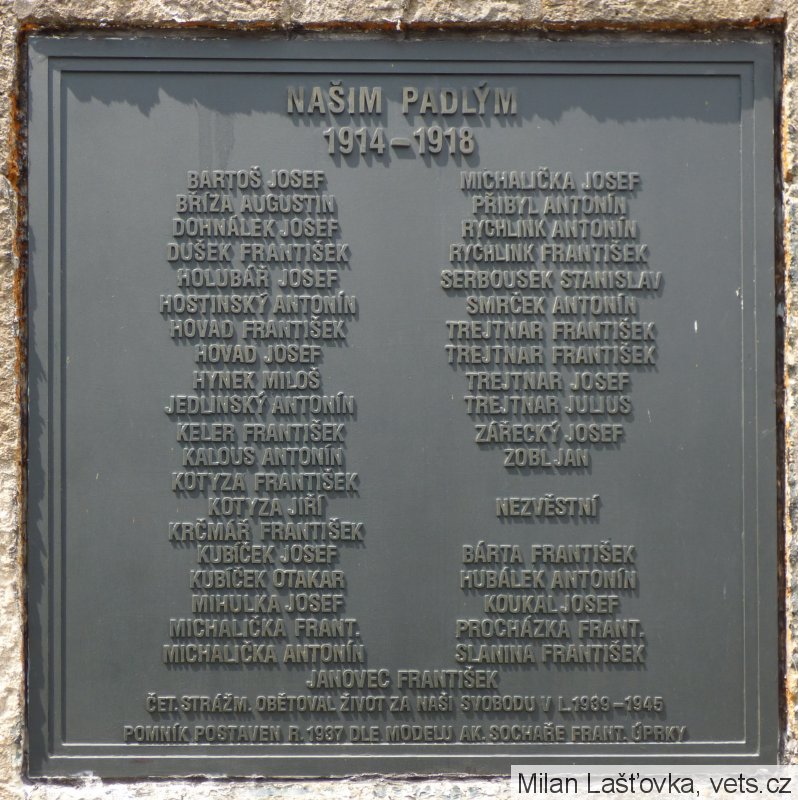 NAŠIM PADLÝM
1914–1918
BARTOŠ JOSEF
BŘÍZA AUGUSTIN
DOHNÁLEK JOSEF
DUŠEK FRANTIŠEK
HOLUBÁŘ JOSEF
HOSTINSKÝ ANTONÍN
HOVAD FRANTIŠEK
HOVAD JOSEF
HYNEK MILOŠ
JEDLINSKÝ ANTONÍN
KELER FRANTIŠEK
KALOUS ANTONÍN
KOTYZA FRANTIŠEK
KOTYZA JIŘÍ
KRČMÁŘ FRANTIŠEK
KUBÍČEK JOSEF
KUBÍČEK OTAKAR
MIHULKA JOSEF
MICHALIČKA FRANT.
MICHALIČKA ANTONÍN
MICHALIČKA JOSEF
PŘIBYL ANTONÍN
RYCHLINK ANTONÍN
RYCHLINK FRANTIŠEK
SERBOUSEK STANISLAV
SMRČEK ANTONÍN
TREJTNAR FRANTIŠEK
TREJTNAR FRANTIŠEK
TREJTNAR JOSEF
TREJTNAR JULIUS
ZÁŘECKÝ JOSEF
ZOBL JAN
NEZVĚSTNÍ
BÁRTA FRANTIŠEK
HUBÁLEK ANTONÍN
KOUKAL JOSEF
PROCHÁZKA FRANT.
SLANINA FRANTIŠEK
JANOVEC FRANTIŠEK
ČET. STRÁŽM. OBĚTOVAL ŽIVOT ZA NAŠI SVOBODU V L.1939–1945
POMNÍK POSTAVEN R. 1937 DLE MODELU AK. SOCHAŘE FRANT. ÚPRKY
Milan Lašťovka, vets.cz